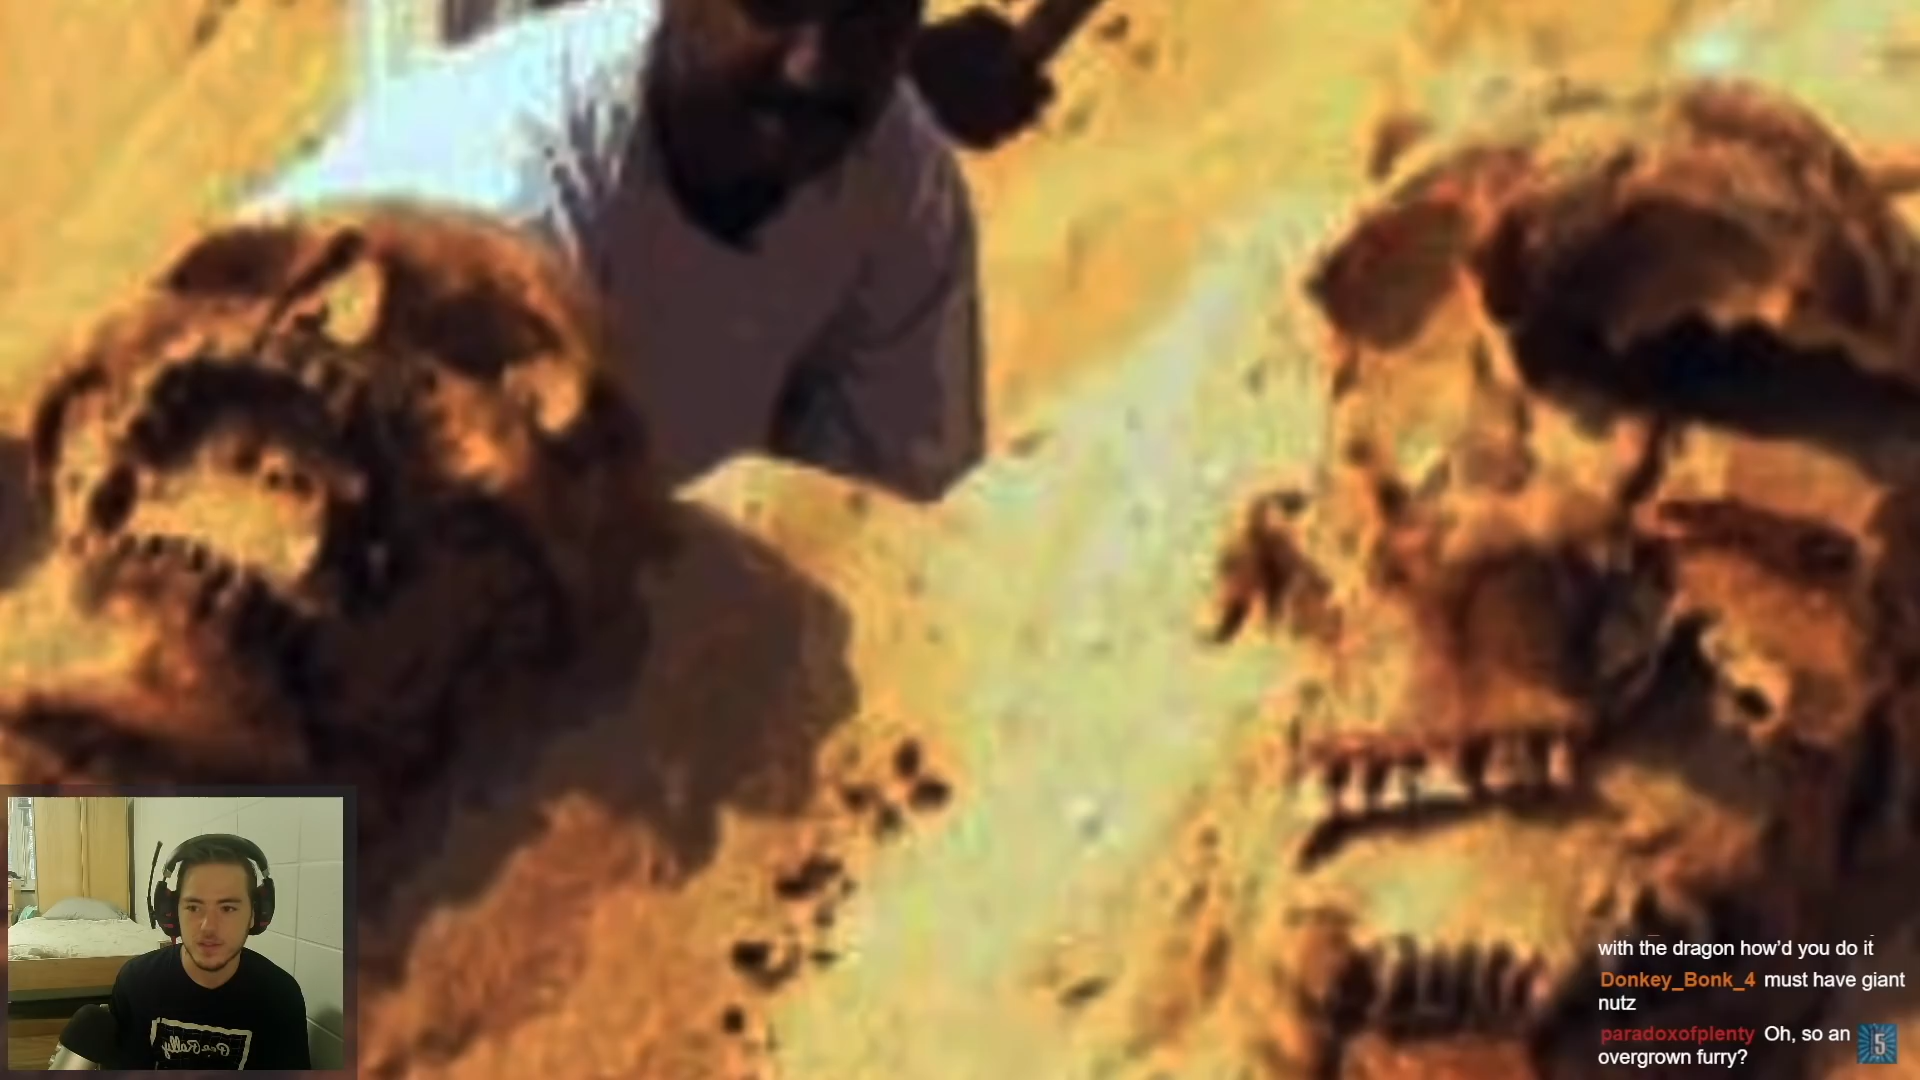 with the dragon how'd you do it
Donkey_Bonk_4 must have giant
nutz
paradoxofplenty Oh, so an
overgrown furry?
5